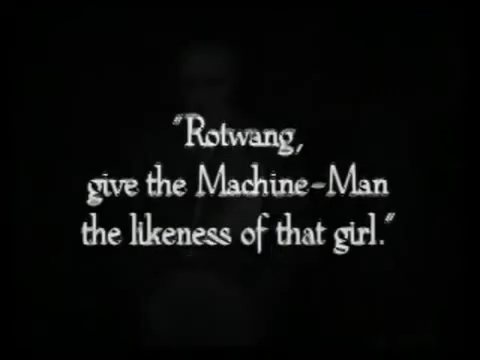 "Rotwang,
give the Machine-Man
the likeness of that girl."